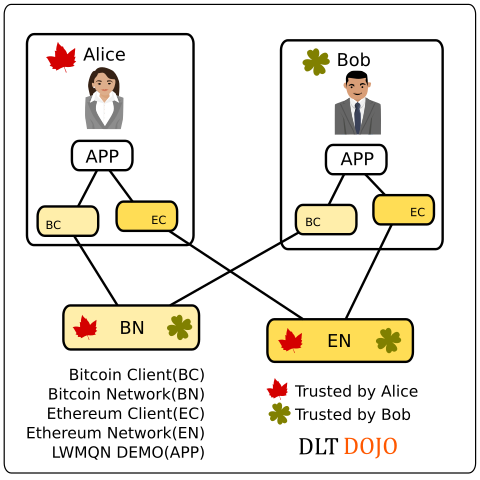 Alice
APP
BC
EC
Bob
APP
BC
EC
BN
EN
Bitcoin Client(BC)
Bitcoin Network(BN)
Ethereum Client(EC)
Ethereum Network(EN)
LWMQN DEMO(APP)
Trusted by Alice
Trusted by Bob
DLT DOJO